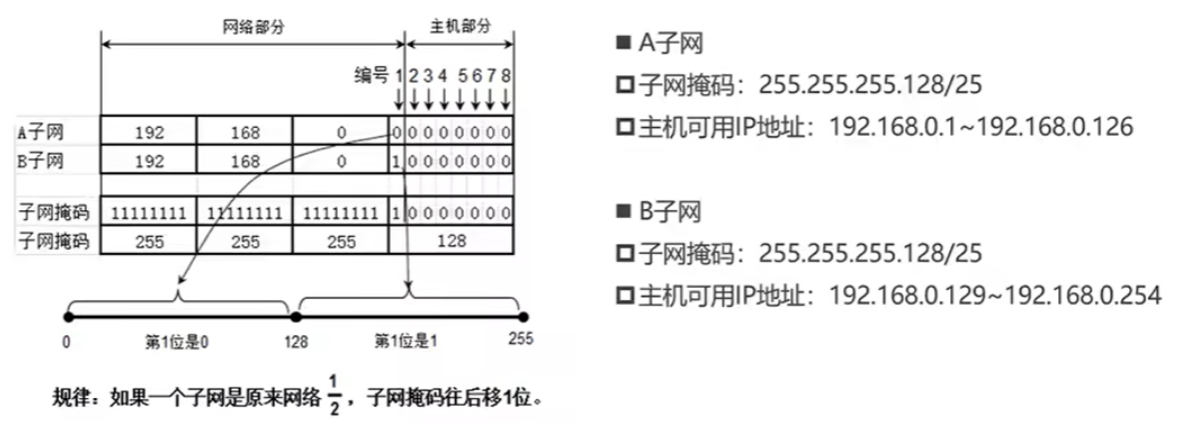 网络部分 主机部分
编号 1 2 3 4 5 6 7 8
A子网 192 168 0 0 0 0 0 0 0 0 0
B子网 192 168 0 1 0 0 0 0 0 0 0
子网掩码 11111111 11111111 11111111 1 0 0 0 0 0 0 0
子网掩码 255 255 255 128
0 第1位是0 128 第1位是1 255
规律：如果一个子网是原来网络 1/2 ，子网掩码往后移1位。
■ A子网
子网掩码：255.255.255.128/25
主机可用IP地址：192.168.0.1~192.168.0.126
■ B子网
子网掩码：255.255.255.128/25
主机可用IP地址：192.168.0.129~192.168.0.254